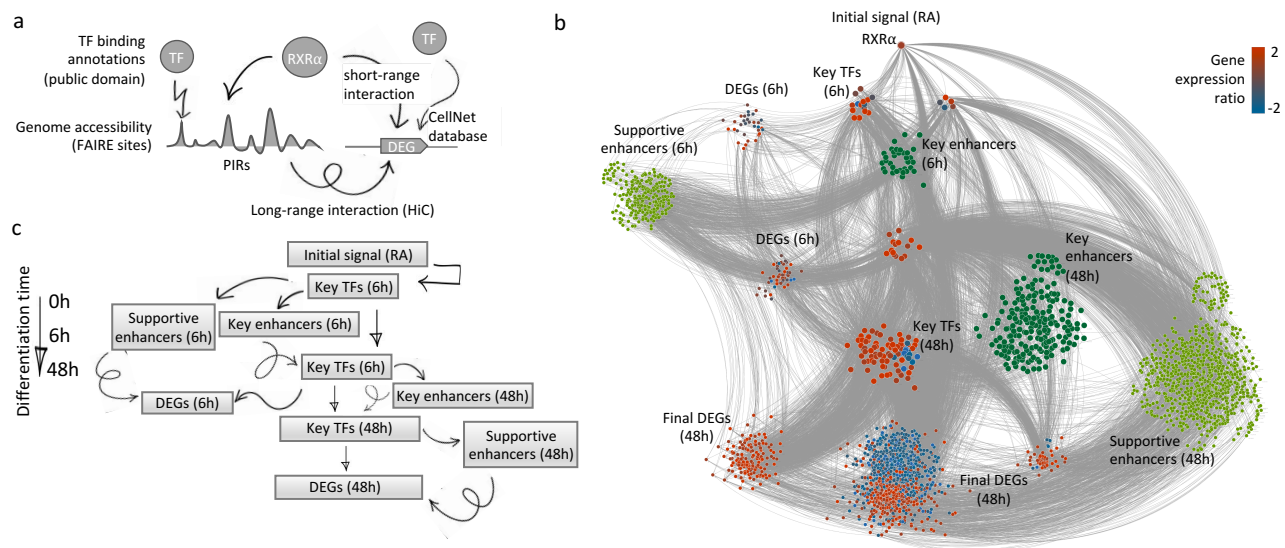 a
TF binding
annotations
(public domain)
TF
RXRα
TF
short-range
interaction
CellNet
database
Genome accessibility
(FAIRE sites)
PIRs
DEG
Long-range interaction (HiC)
b
Initial signal (RA)
RXRα
Key TFs
(6h)
DEGs (6h)
Supportive
enhancers (6h)
Key enhancers
(6h)
DEGs (6h)
Key
enhancers
(48h)
Key TFs
(48h)
Final DEGs
(48h)
Final DEGs
(48h)
Supportive
enhancers (48h)
Gene
expression
ratio
2
-2
c
Differentiation time
0h
6h
48h
Initial signal (RA)
Key TFs (6h)
Supportive
enhancers (6h)
Key enhancers (6h)
Key TFs (6h)
DEGs (6h)
Key enhancers (48h)
Key TFs (48h)
Supportive
enhancers (48h)
DEGs (48h)